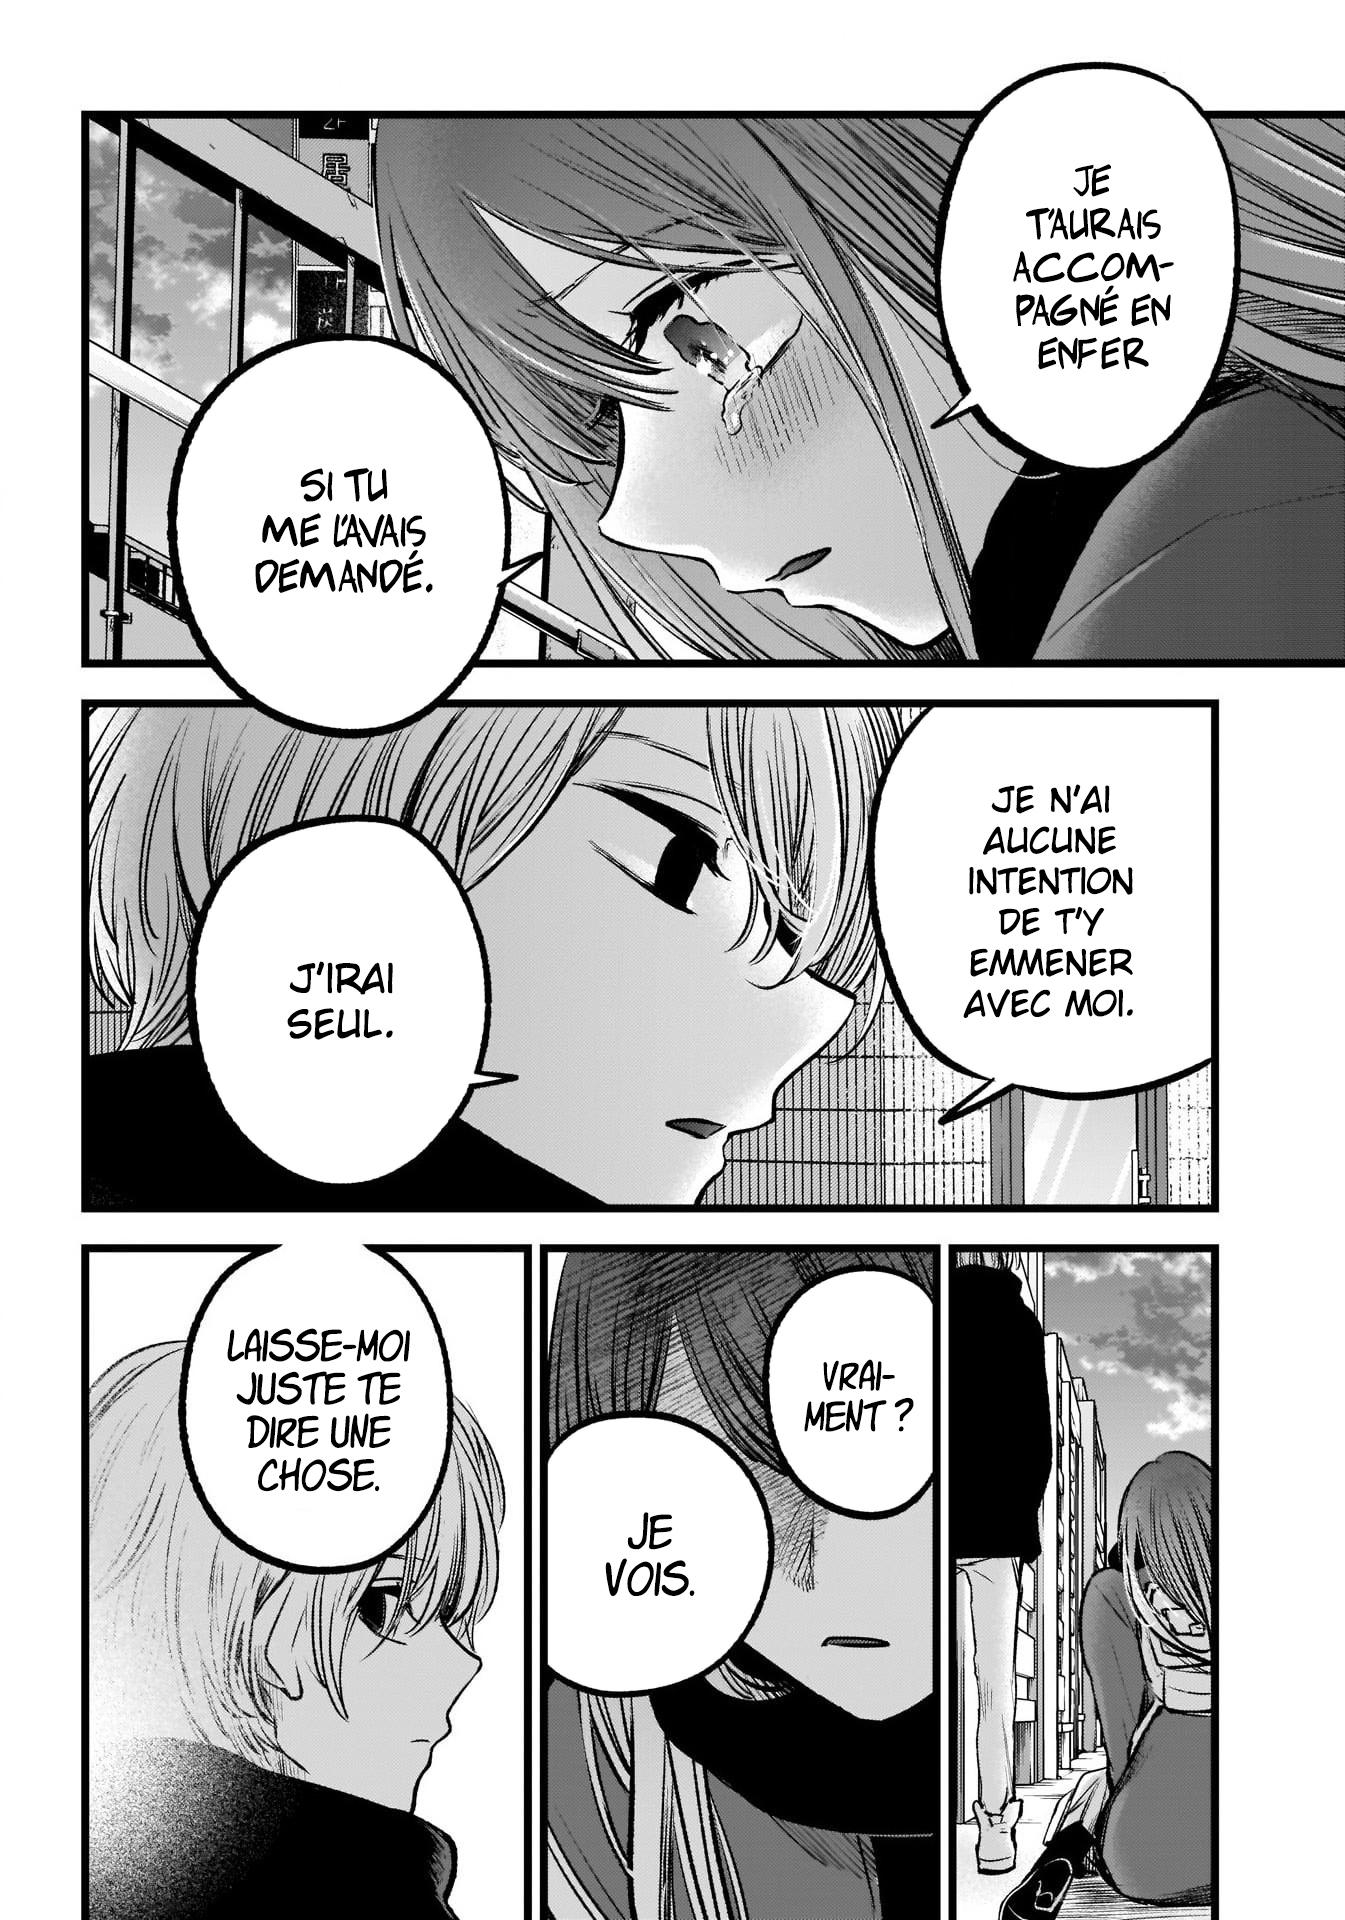 JE
T'AURAIS
ACCOM-
PAGNÉ EN
ENFER
SI TU
ME L'AVAIS
DEMANDÉ.
2F
JE N'AI
AUCUNE
INTENTION
DE T'Y
EMMENER
AVEC MOI.
J'IRAI
SEUL.
VRAI-
MENT ?
JE
VOIS.
LAISSE-MOI
JUSTE TE
DIRE UNE
CHOSE.